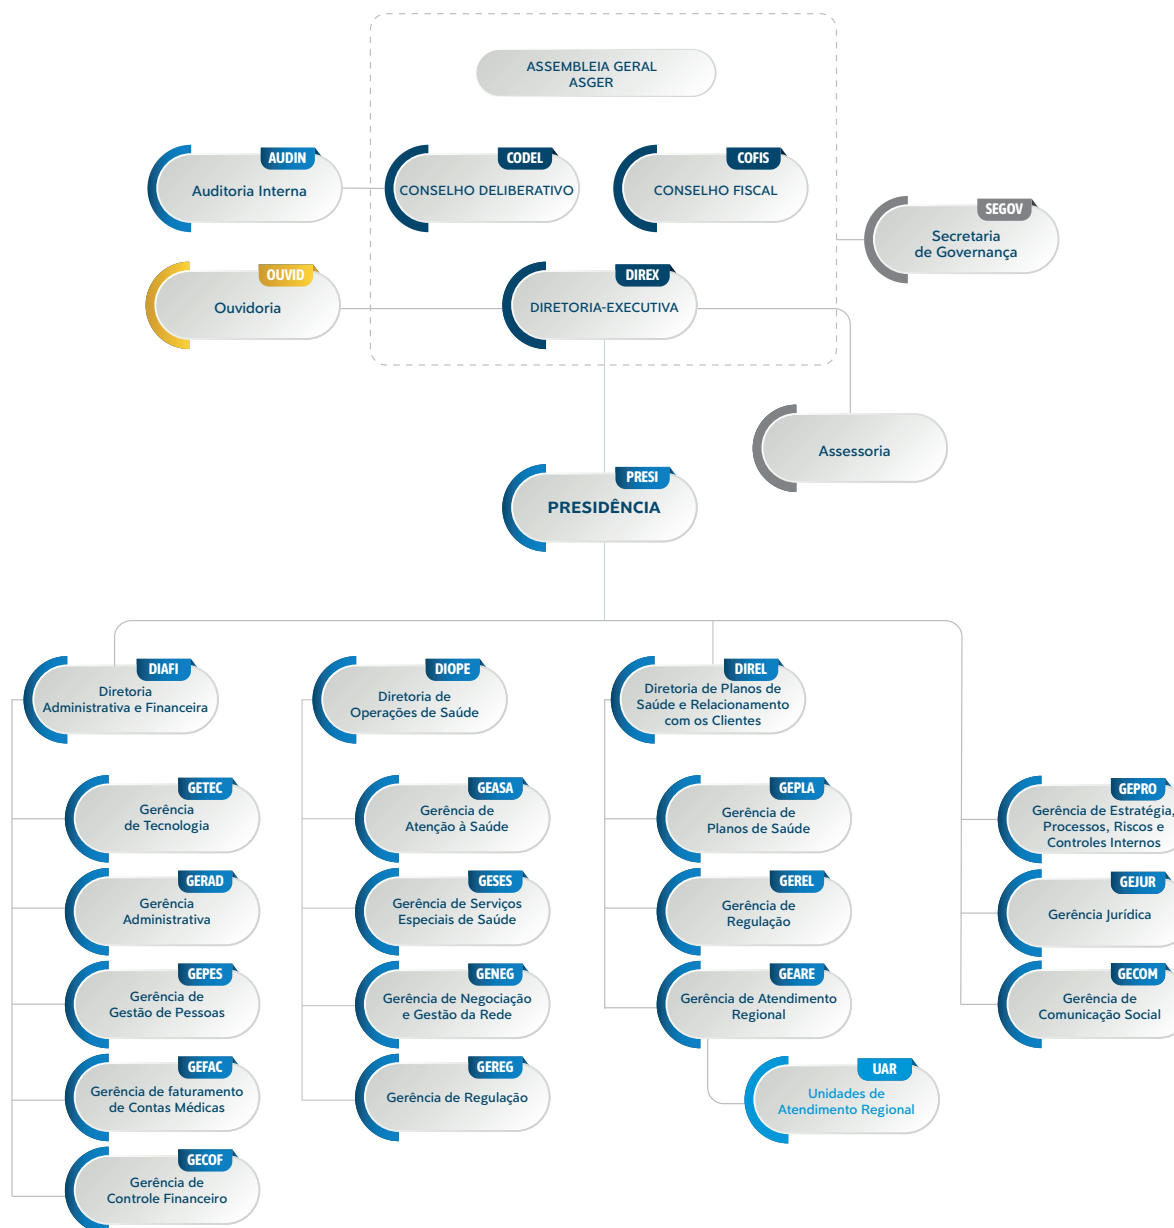 ASSEMBLEIA GERAL
ASGER
AUDIN
Auditoria Interna
CODEL
CONSELHO DELIBERATIVO
COFIS
CONSELHO FISCAL
SEGOV
Secretaria
de Governança
OUVID
Ouvidoria
DIREX
DIRETORIA-EXECUTIVA
Assessoria
PRESI
PRESIDÊNCIA
DIAFI
Diretoria
Administrativa e Financeira
DIOPE
Diretoria de
Operações de Saúde
DIREL
Diretoria de Planos de
Saúde e Relacionamento
com os Clientes
GETEC
Gerência
de Tecnologia
GERAD
Gerência
Administrativa
GEPES
Gerência de
Gestão de Pessoas
GEFAC
Gerência de faturamento
de Contas Médicas
GECOF
Gerência de
Controle Financeiro
GEASA
Gerência de
Atenção à Saúde
GESES
Gerência de Serviços
Especiais de Saúde
GENEG
Gerência de Negociação
e Gestão da Rede
GEREG
Gerência de Regulação
GEPLA
Gerência de
Planos de Saúde
GEREL
Gerência de
Regulação
GEARE
Gerência de Atendimento
Regional
UAR
Unidades de
Atendimento Regional
GEPRO
Gerência de Estratégia,
Processos, Riscos e
Controles Internos
GEJUR
Gerência Jurídica
GECOM
Gerência de
Comunicação Social